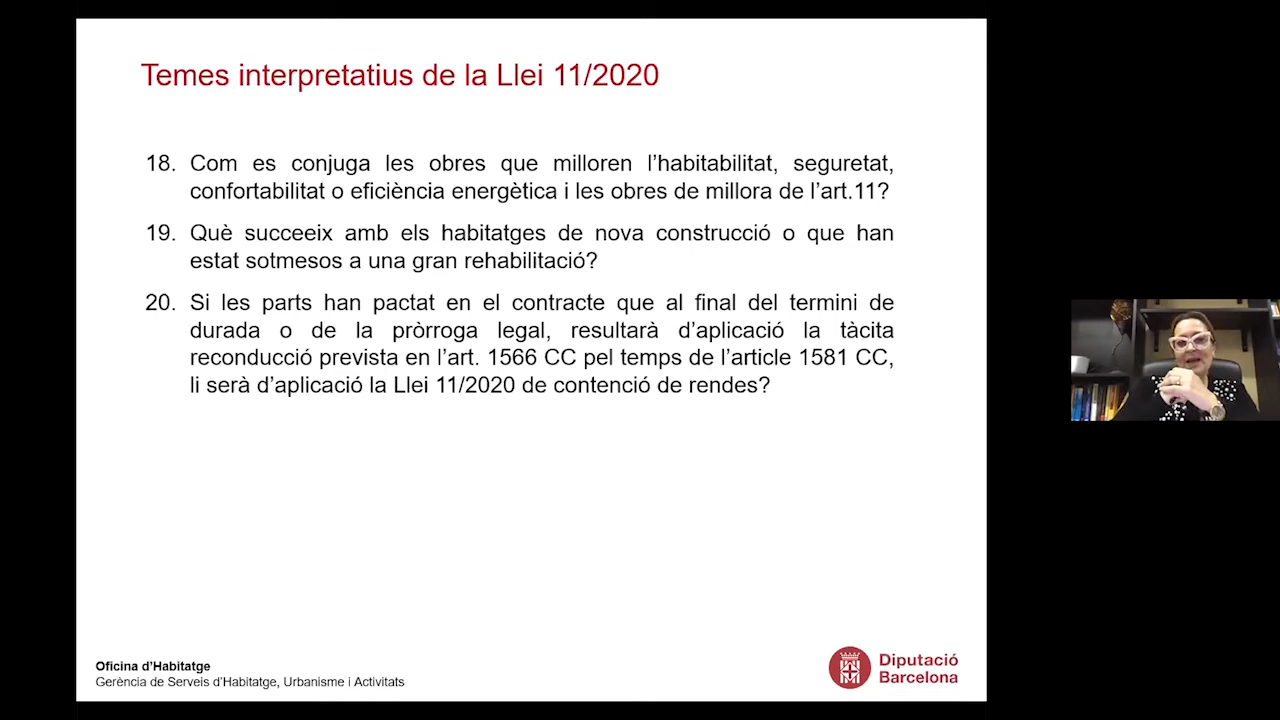 Temes interpretatius de la Llei 11/2020
18. Com es conjuga les obres que milloren l’habitabilitat, seguretat,
confortabilitat o eficiència energètica i les obres de millora de l’art.11?
19. Què succeeix amb els habitatges de nova construcció o que han
estat sotmesos a una gran rehabilitació?
20. Si les parts han pactat en el contracte que al final del termini de
durada o de la pròrroga legal, resultarà d’aplicació la tàcita
reconducció prevista en l’art. 1566 CC pel temps de l’article 1581 CC,
li serà d’aplicació la Llei 11/2020 de contenció de rendes?
Oficina d’Habitatge
Gerència de Serveis d’Habitatge, Urbanisme i Activitats
Diputació
Barcelona